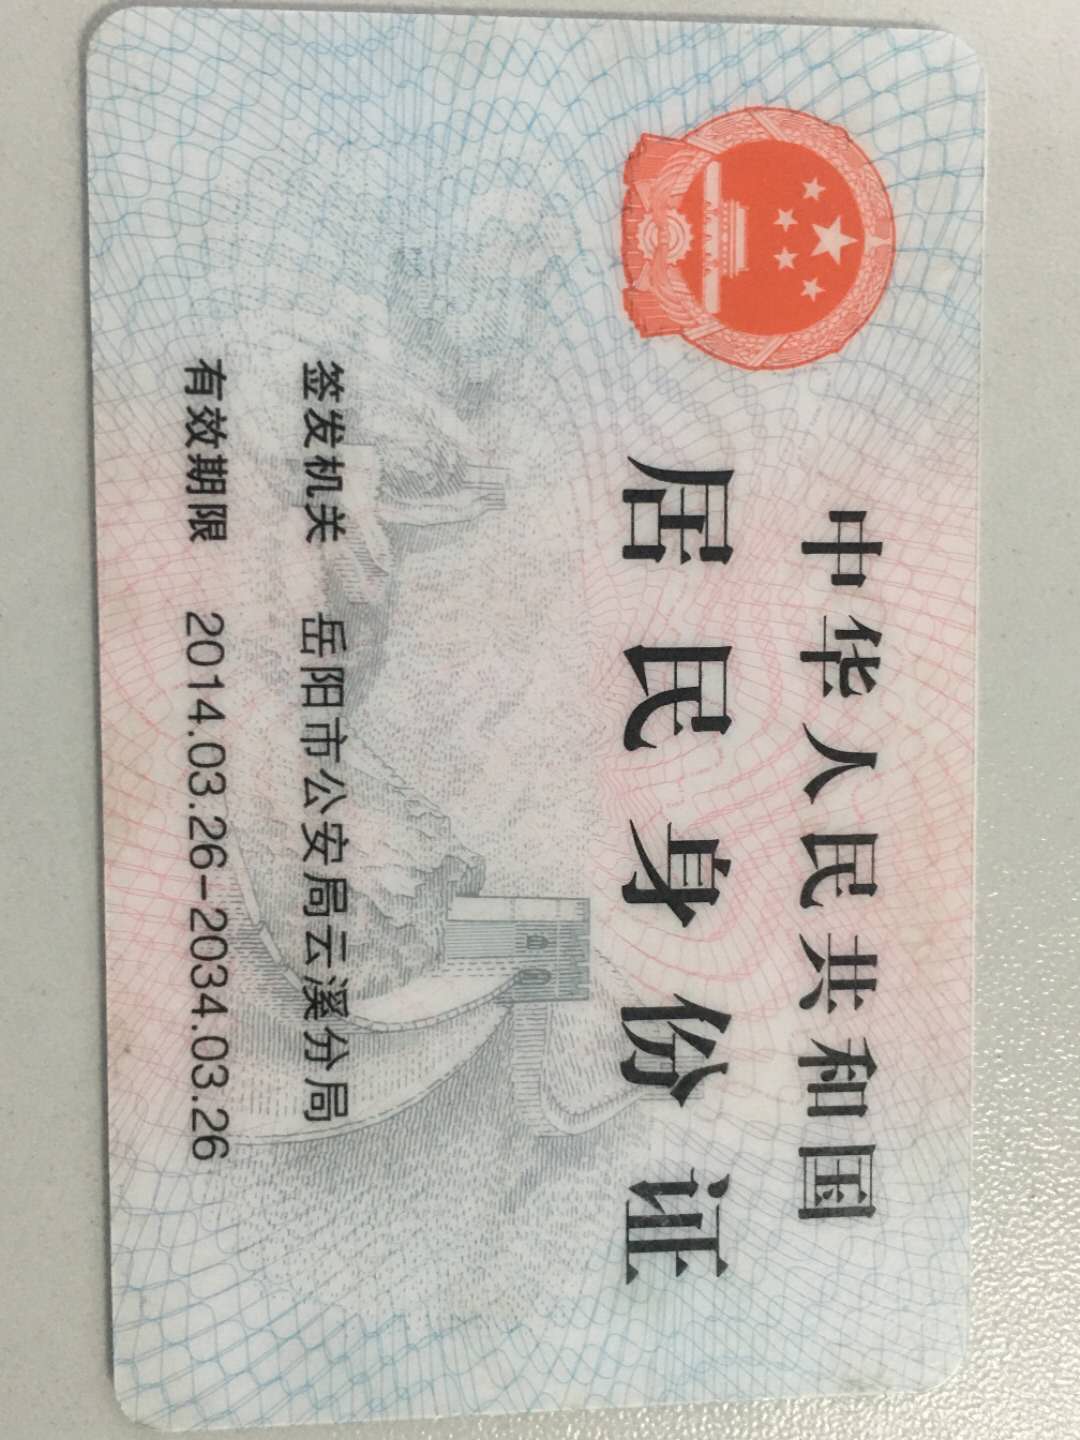 中华人民共和国
居民身份证
签发机关 岳阳市公安局云溪分局
有效期限 2014.03.26-2034.03.26